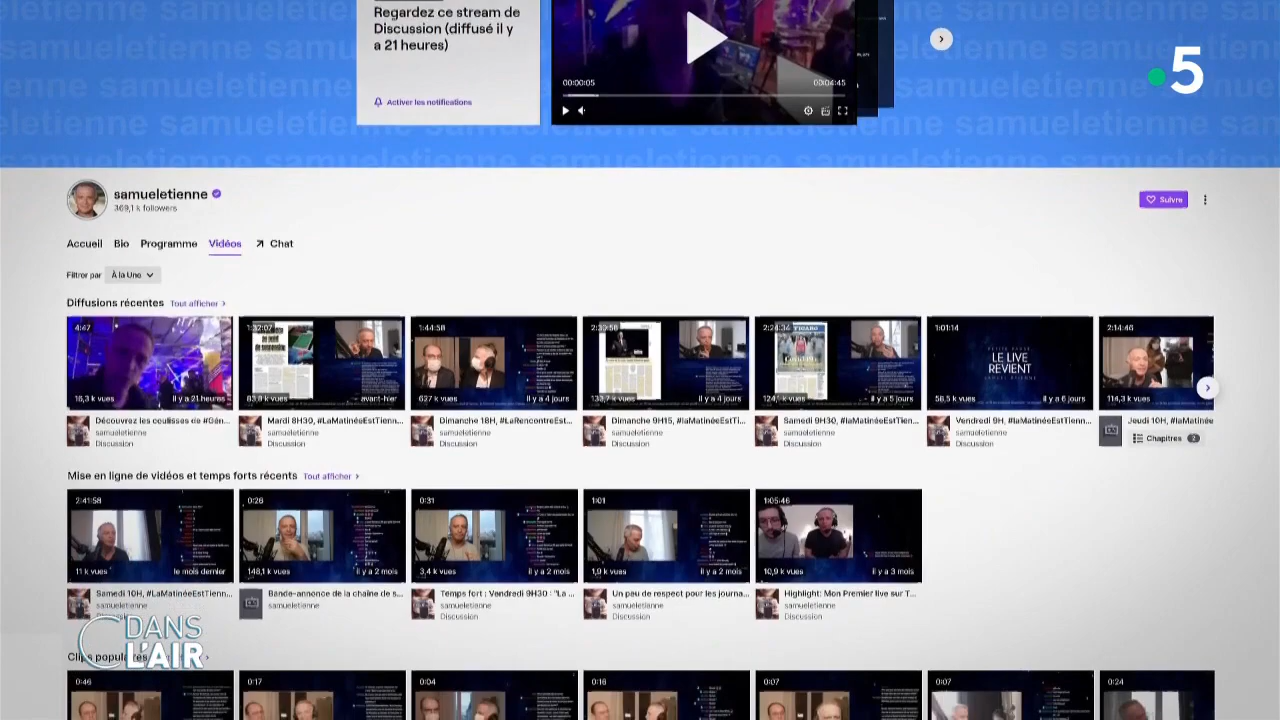 Regardez ce stream de
Discussion (diffusé il y
a 21 heures)
Activer les notifications
00:00:05
00:04:45
5
samueletienne
369,1 k followers
Suivre
Accueil Bio Programme Vidéos Chat
Filtrer par À la Une
Diffusions récentes Tout afficher
4:47
16,3 k vues
il y a 21 heures
1:32:07
83,8 k vues
avant-hier
1:44:58
627 k vues
il y a 4 jours
2:30:58
133,7 k vues
il y a 4 jours
2:24:34
FIGARO
il y a 5 jours
1:01:14
LE LIVE
REVIENT
58,5 k vues
il y a 6 jours
2:14:46
114,3 k vues
Découvrez les coulisses de #Gén...
samueletienne
Discussion
Mardi 8H30, #LaMatinéeEstTienn...
samueletienne
Discussion
Dimanche 18H, #LaRencontreEst...
samueletienne
Discussion
Dimanche 9H15, #laMatinéeEstTi...
samueletienne
Discussion
Samedi 9H30, #laMatinéeEstTien...
samueletienne
Discussion
Vendredi 9H, #LaMatinéeEstTienn...
samueletienne
Discussion
Jeudi 10H, #laMatinée
Chapitres 2
Mise en ligne de vidéos et temps forts récents Tout afficher
2:41:58
11 k vues
le mois dernier
0:26
148,1 k vues
il y a 2 mois
0:31
3,4 k vues
il y a 2 mois
1:01
1,9 k vues
il y a 2 mois
1:05:46
10,9 k vues
il y a 3 mois
Samedi 10H, #LaMatinéeEstTienn...
samueletienne
Discussion
Bande-annonce de la chaîne de s...
samueletienne
Temps fort : Vendredi 9H30 : "La ...
samueletienne
Discussion
Un peu de respect pour les journa...
samueletienne
Discussion
Highlight: Mon Premier live sur T...
samueletienne
Discussion
C DANS
L'AIR
0:46
0:17
0:04
0:16
0:07
0:07
0:24